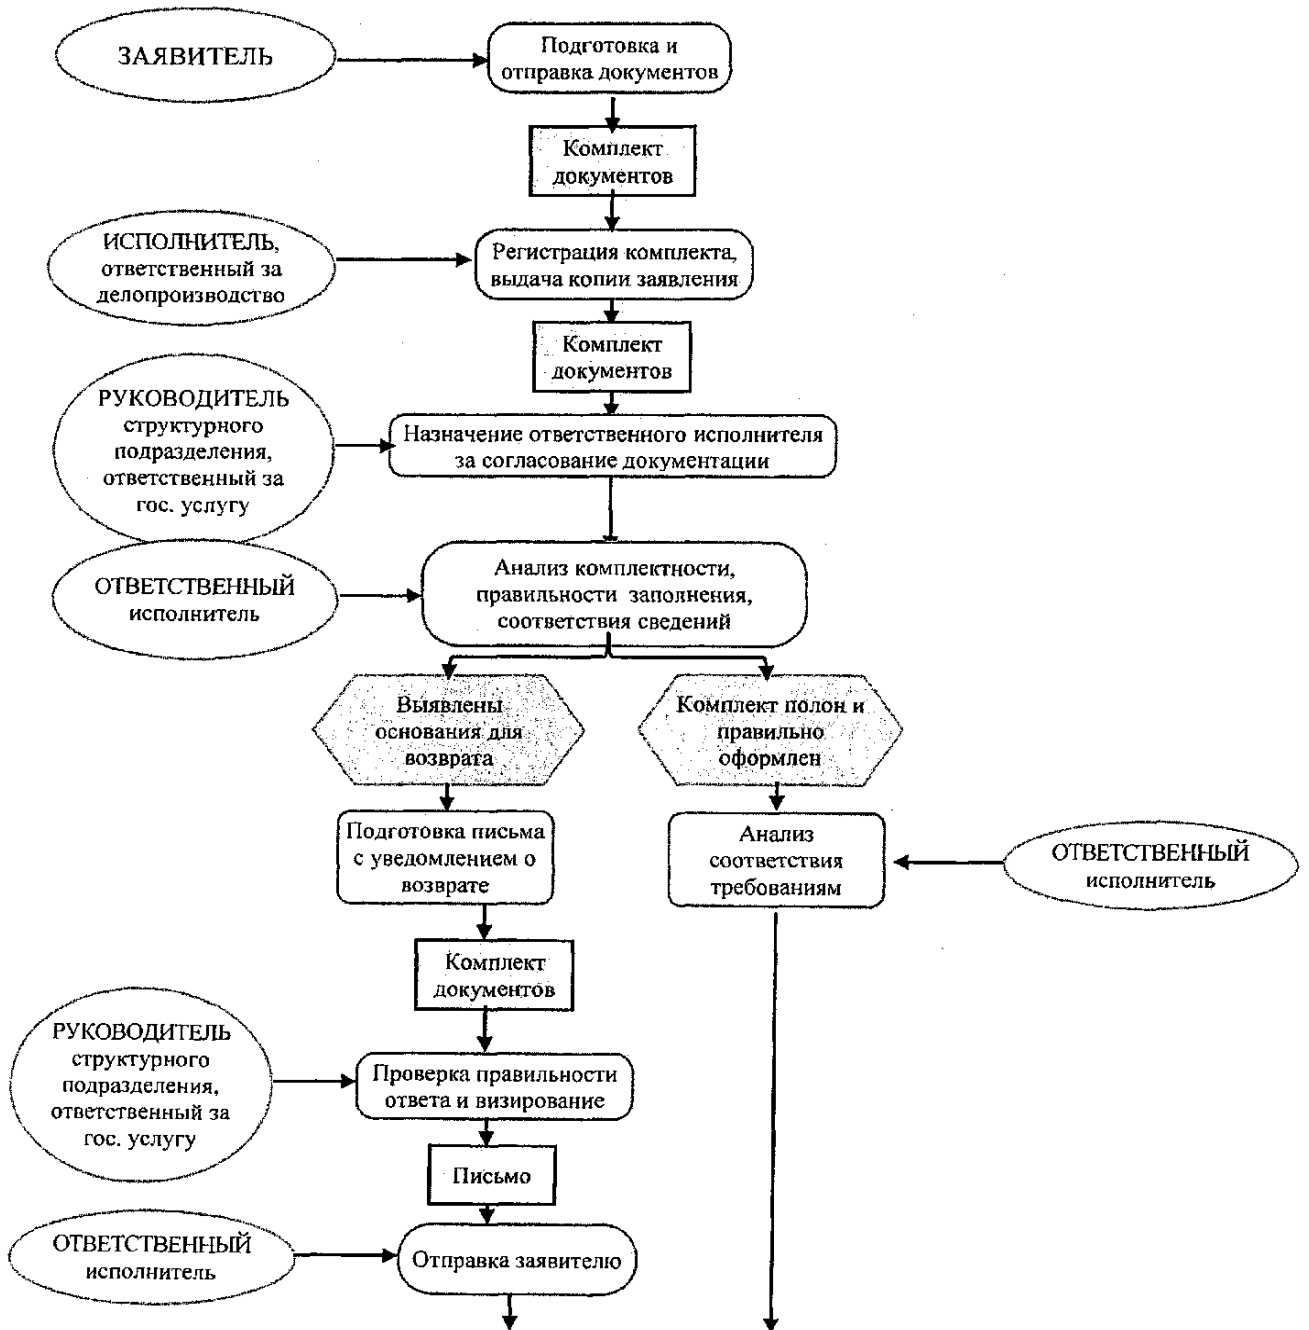 ЗАЯВИТЕЛЬ
Подготовка и
отправка документов
Комплект
документов
ИСПОЛНИТЕЛЬ,
ответственный за
делопроизводство
Регистрация комплекта,
выдача копии заявления
Комплект
документов
РУКОВОДИТЕЛЬ
структурного
подразделения,
ответственный за
гос. услугу
Назначение ответственного исполнителя
за согласование документации
ОТВЕТСТВЕННЫЙ
исполнитель
Анализ комплектности,
правильности заполнения,
соответствия сведений
Выявлены
основания для
возврата
Комплект полон и
правильно
оформлен
Подготовка письма
с уведомлением о
возврате
Анализ
соответствия
требованиям
ОТВЕТСТВЕННЫЙ
исполнитель
Комплект
документов
РУКОВОДИТЕЛЬ
структурного
подразделения,
ответственный за
гос. услугу
Проверка правильности
ответа и визирование
Письмо
ОТВЕТСТВЕННЫЙ
исполнитель
Отправка заявителю